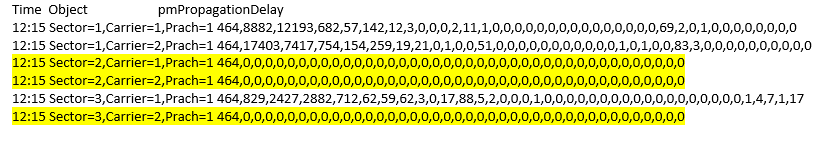 Time Object pmPropagationDelay
12:15 Sector=1,Carrier=1,Prach=1 464,8882,12193,682,57,142,12,3,0,0,0,2,11,1,0,0,0,0,0,0,0,0,0,0,0,0,0,0,0,69,2,0,1,0,0,0,0,0,0,0,0
12:15 Sector=1,Carrier=2,Prach=1 464,17403,7417,754,154,259,19,21,0,1,0,0,51,0,0,0,0,0,0,0,0,0,0,0,1,0,1,0,0,83,3,0,0,0,0,0,0,0,0,0,0
12:15 Sector=2,Carrier=1,Prach=1 464,0,0,0,0,0,0,0,0,0,0,0,0,0,0,0,0,0,0,0,0,0,0,0,0,0,0,0,0,0,0,0,0,0,0,0,0,0,0,0,0
12:15 Sector=2,Carrier=2,Prach=1 464,0,0,0,0,0,0,0,0,0,0,0,0,0,0,0,0,0,0,0,0,0,0,0,0,0,0,0,0,0,0,0,0,0,0,0,0,0,0,0,0
12:15 Sector=3,Carrier=1,Prach=1 464,829,2427,2882,712,62,59,62,3,0,17,88,5,2,0,0,0,1,0,0,0,0,0,0,0,0,0,0,0,0,0,0,0,0,0,0,1,4,7,1,17
12:15 Sector=3,Carrier=2,Prach=1 464,0,0,0,0,0,0,0,0,0,0,0,0,0,0,0,0,0,0,0,0,0,0,0,0,0,0,0,0,0,0,0,0,0,0,0,0,0,0,0,0